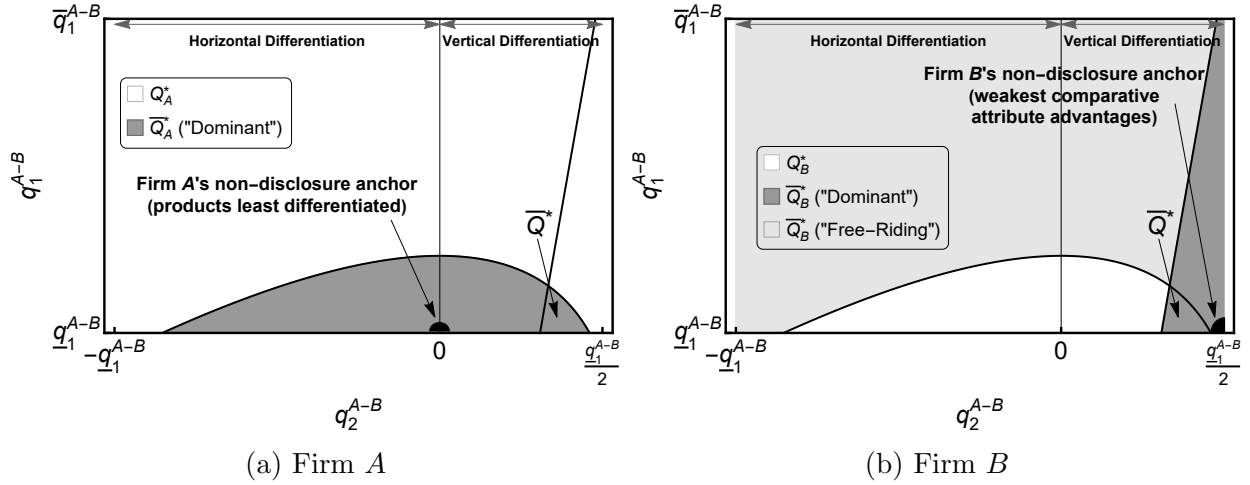 q̅₁^{A−B}
Horizontal Differentiation
Vertical Differentiation
Q_A^*
Q̅_A^* ("Dominant")
Firm A's non−disclosure anchor
(products least differentiated)
Q̅^*
q₁^{A−B}
q̲₁^{A−B}
−q̲₁^{A−B}
0
q̲₁^{A−B}
2
q₂^{A−B}
(a) Firm A
q̅₁^{A−B}
Horizontal Differentiation
Vertical Differentiation
Firm B's non−disclosure anchor
(weakest comparative
attribute advantages)
Q_B^*
Q̅_B^* ("Dominant")
Q̅_B^* ("Free−Riding")
Q̅^*
q₁^{A−B}
q̲₁^{A−B}
−q̲₁^{A−B}
0
q̲₁^{A−B}
2
q₂^{A−B}
(b) Firm B